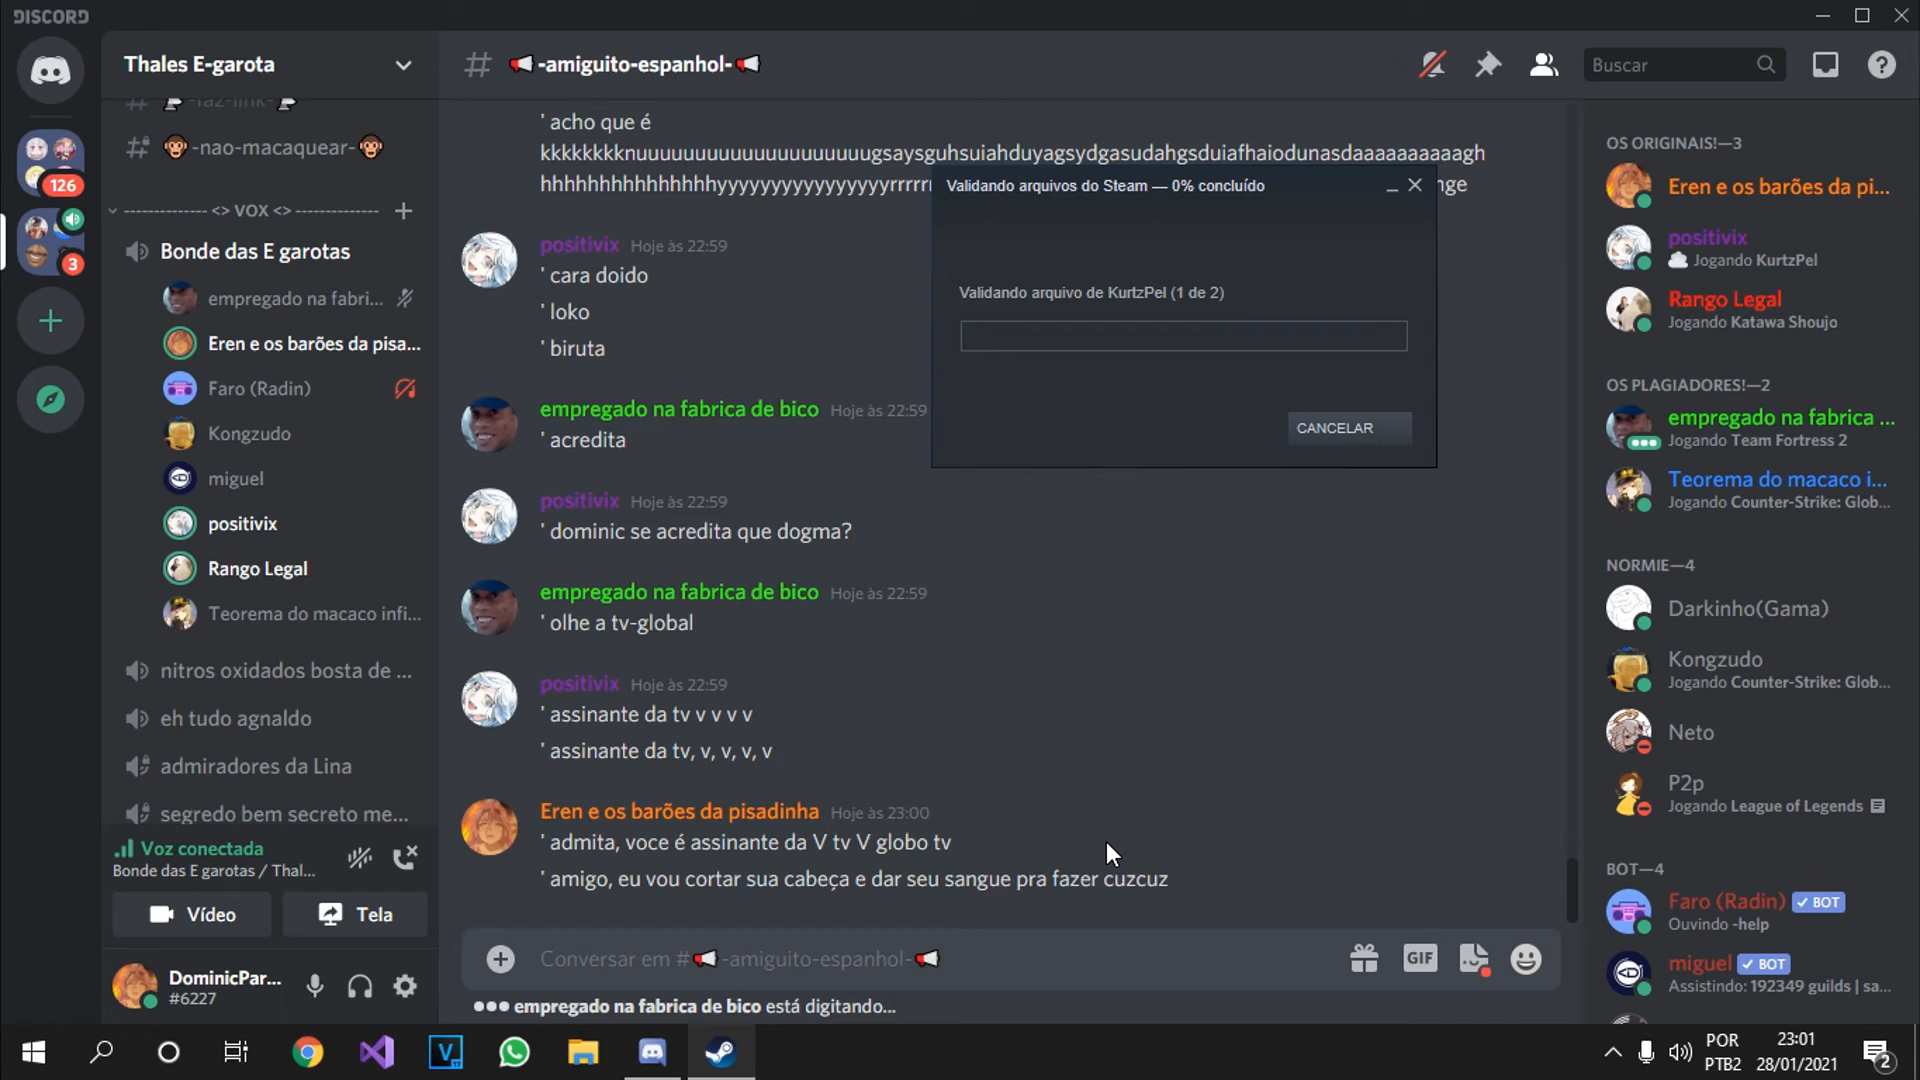 DISCORD
Thales E-garota
-faz-link-
-nao-macaquear-
126
3
-------------- <> VOX <> --------------
Bonde das E garotas
empregado na fabri...
Eren e os barões da pisa...
Faro (Radin)
Kongzudo
miguel
positivix
Rango Legal
Teorema do macaco infi...
nitros oxidados bosta de ...
eh tudo agnaldo
admiradores da Lina
segredo bem secreto me...
Voz conectada
Bonde das E garotas / Thal...
Vídeo
Tela
DominicPar...
#6227
# -amiguito-espanhol-
Buscar
' acho que é
' cara doido
' loko
' biruta
positivix Hoje às 22:59
empregado na fabrica de bico Hoje às 22:59
' acredita
positivix Hoje às 22:59
' dominic se acredita que dogma?
empregado na fabrica de bico Hoje às 22:59
' olhe a tv-global
positivix Hoje às 22:59
' assinante da tv v v v v
' assinante da tv, v, v, v, v
Eren e os barões da pisadinha Hoje às 23:00
' admita, voce é assinante da V tv V globo tv
' amigo, eu vou cortar sua cabeça e dar seu sangue pra fazer cuzcuz
Conversar em # -amiguito-espanhol-
GIF
empregado na fabrica de bico está digitando...
Validando arquivos do Steam — 0% concluído
Validando arquivo de KurtzPel (1 de 2)
CANCELAR
OS ORIGINAIS!—3
Eren e os barões da pi...
positivix
Jogando KurtzPel
Rango Legal
Jogando Katawa Shoujo
OS PLAGIADORES!—2
empregado na fabrica ...
Jogando Team Fortress 2
Teorema do macaco i...
Jogando Counter-Strike: Glob...
NORMIE—4
Darkinho(Gama)
Kongzudo
Jogando Counter-Strike: Glob...
Neto
P2p
Jogando League of Legends
BOT—4
Faro (Radin) BOT
Ouvindo -help
miguel BOT
Assistindo: 192349 guilds | sa...
POR
PTB2
23:01
28/01/2021
2